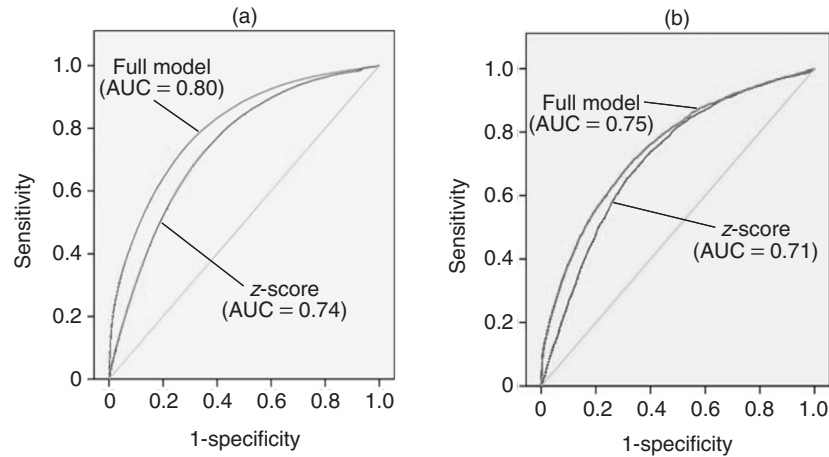 (a)
1.0
0.8
0.6
0.4
0.2
0
Sensitivity
Full model
(AUC = 0.80)
z-score
(AUC = 0.74)
0 0.2 0.4 0.6 0.8 1.0
1-specificity
(b)
1.0
0.8
0.6
0.4
0.2
0
Sensitivity
Full model
(AUC = 0.75)
z-score
(AUC = 0.71)
0 0.2 0.4 0.6 0.8 1.0
1-specificity